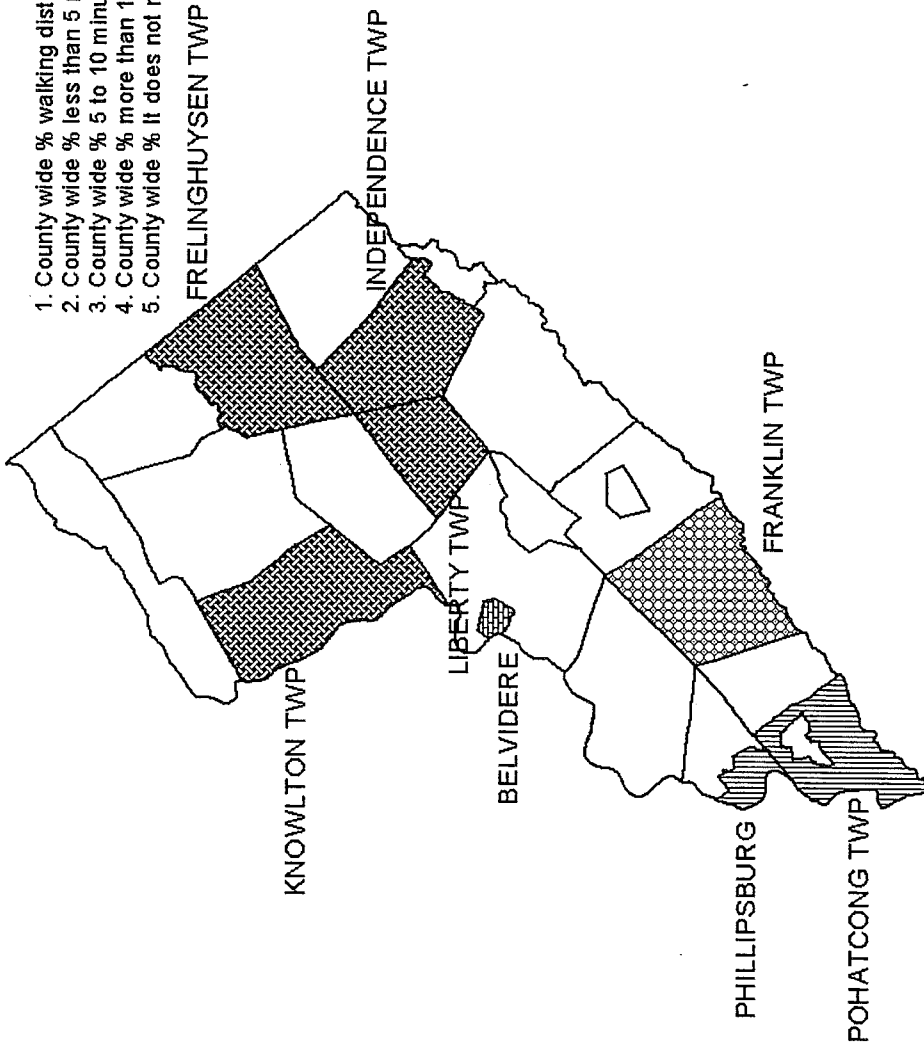 1. County wide % walking dist
2. County wide % less than 5
3. County wide % 5 to 10 minu
4. County wide % more than 1
5. County wide % It does not
FRELINGHUYSEN TWP
INDEPENDENCE TWP
KNOWLTON TWP
LIBERTY TWP
BELVIDERE
FRANKLIN TWP
PHILLIPSBURG
POHATCONG TWP